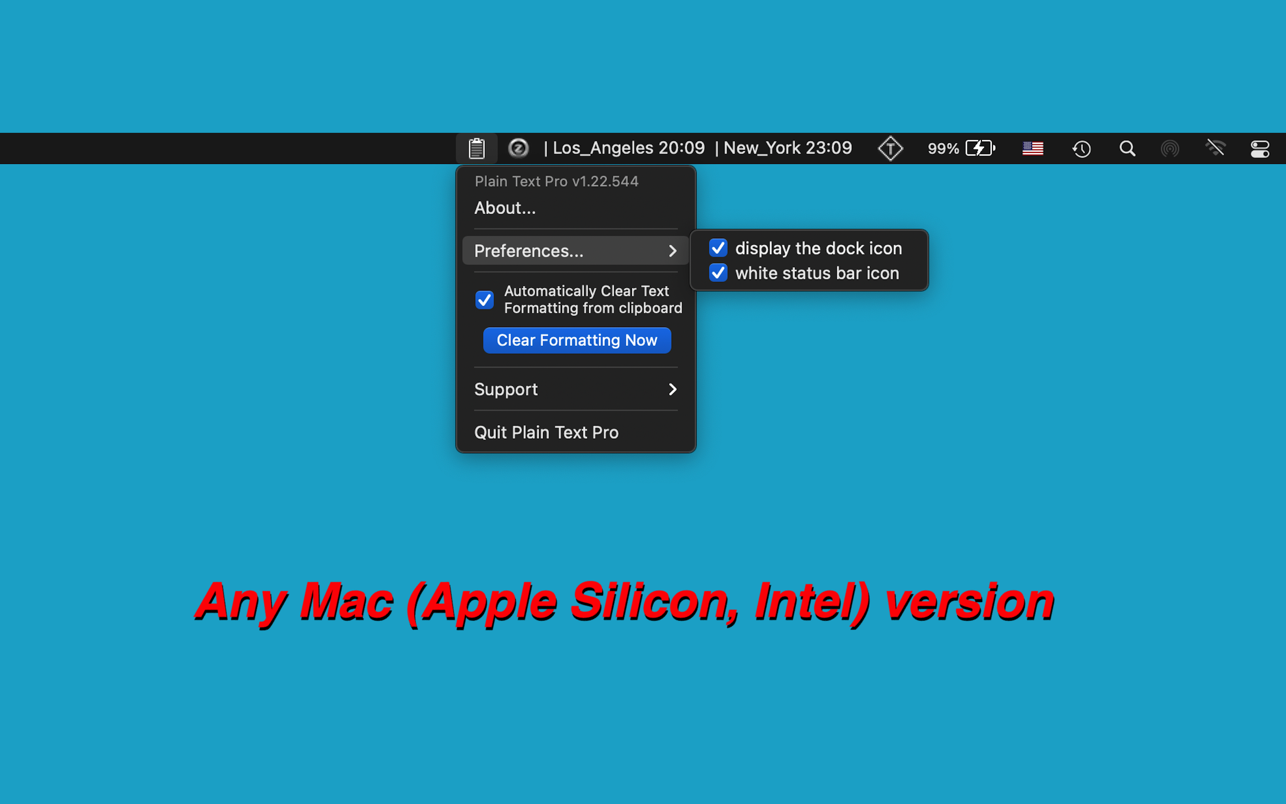 | Los_Angeles 20:09 | New_York 23:09
99%
Plain Text Pro v1.22.544
About...
Preferences...
display the dock icon
white status bar icon
Automatically Clear Text
Formatting from clipboard
Clear Formatting Now
Support
Quit Plain Text Pro
Any Mac (Apple Silicon, Intel) version